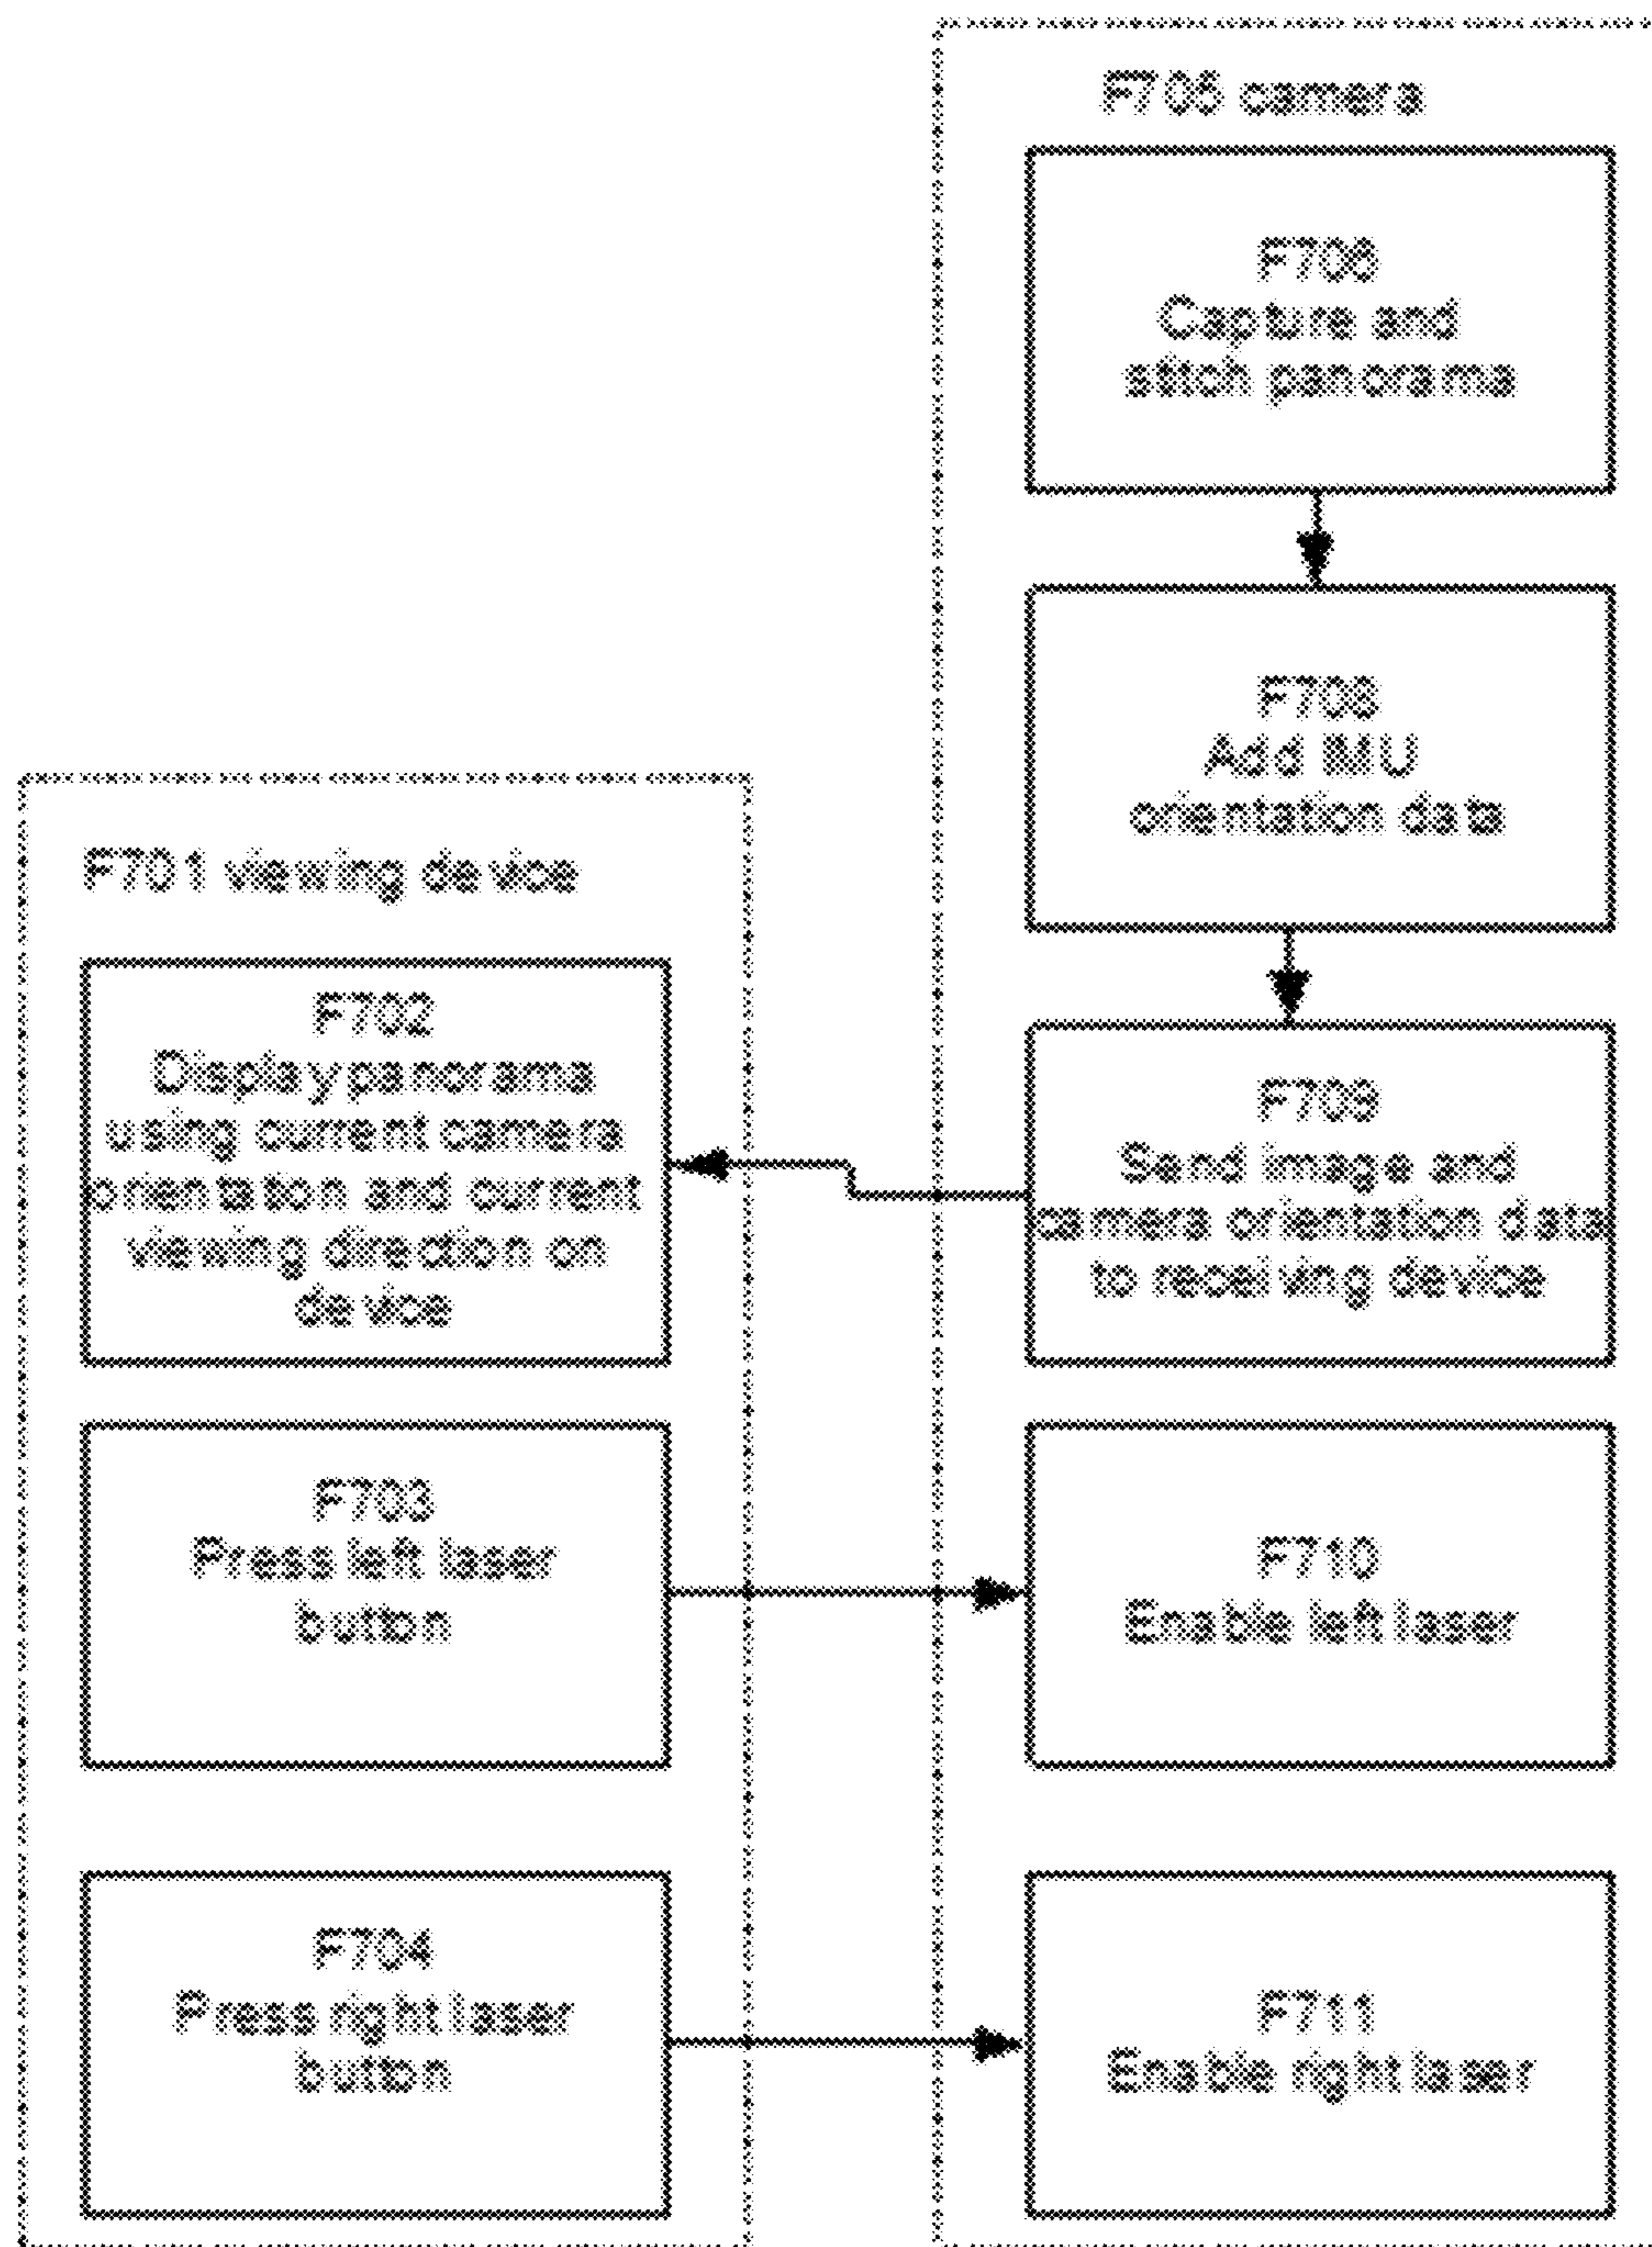 F705 camera
F706
Capture and
stitch panorama
F708
Add IMU
orientation data
F701 viewing device
F702
Display panorama
using current camera
orientation and current
viewing direction on
device
F709
Send image and
camera orientation data
to receiving device
F703
Press left laser
button
F710
Enable left laser
F704
Press right laser
button
F711
Enable right laser